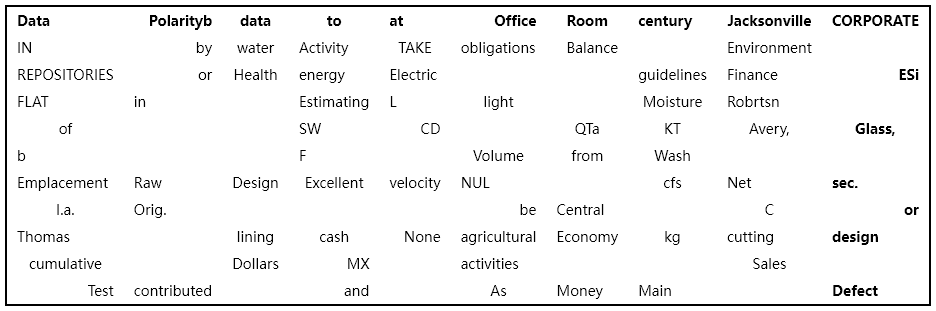 Data Polarityb data to at Office Room century Jacksonville CORPORATE
IN by water Activity TAKE obligations Balance Environment
REPOSITORIES or Health energy Electric guidelines Finance ESi
FLAT in Estimating L light Moisture Robrtsn
of SW CD QTa KT Avery, Glass,
b F Volume from Wash
Emplacement Raw Design Excellent velocity NUL cfs Net sec.
l.a. Orig. be Central C or
Thomas lining cash None agricultural Economy kg cutting design
cumulative Dollars MX activities Sales
Test contributed and As Money Main Defect